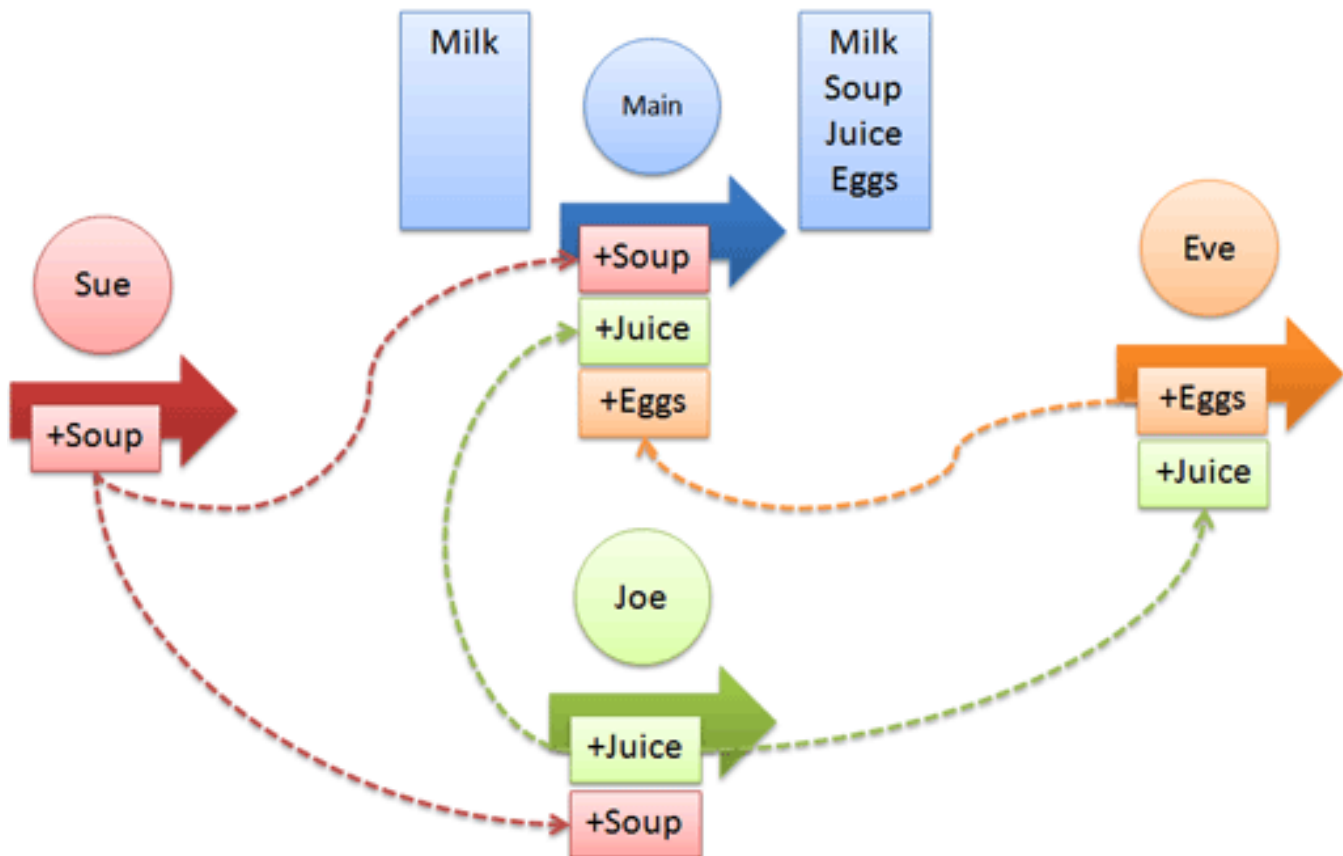 Milk
Main
Milk
Soup
Juice
Eggs
Sue
+Soup
+Soup
+Juice
+Eggs
Eve
+Eggs
+Juice
Joe
+Juice
+Soup